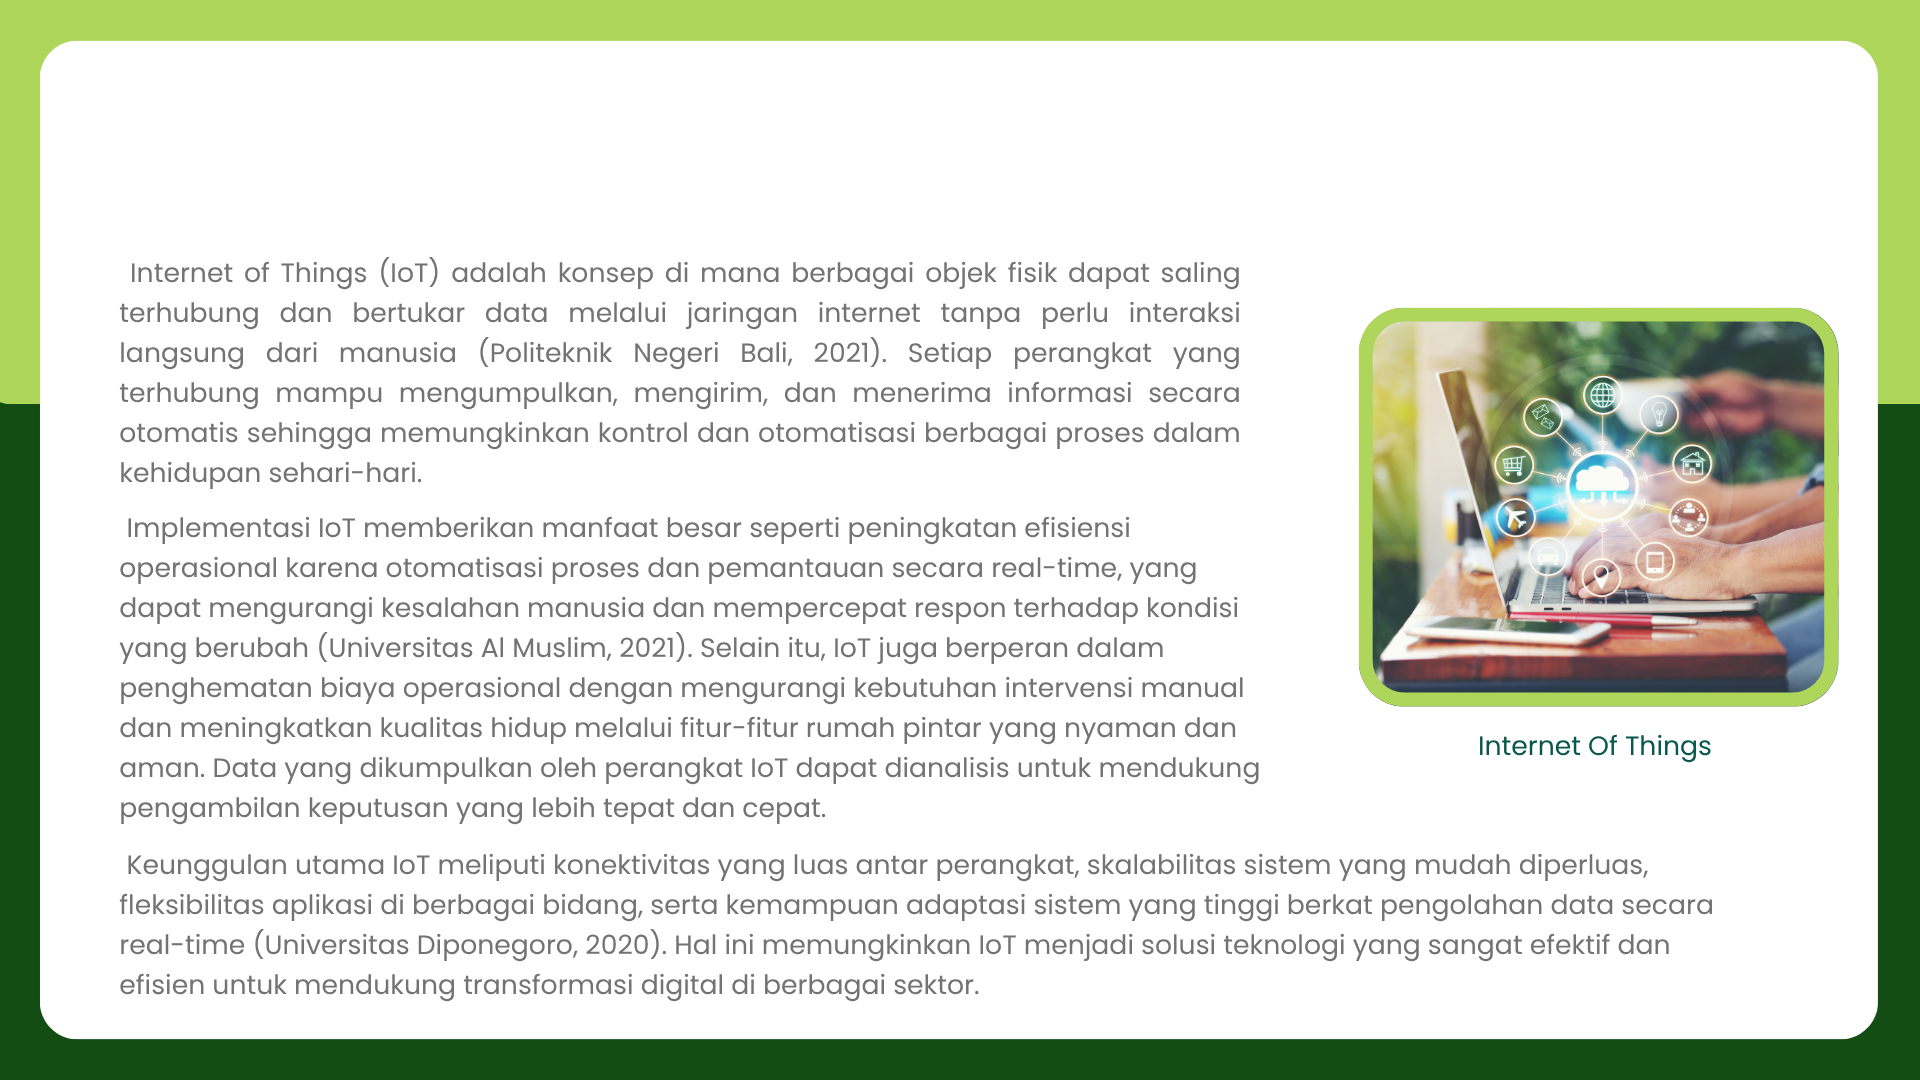 Internet of Things (IoT) adalah konsep di mana berbagai objek fisik dapat saling
terhubung dan bertukar data melalui jaringan internet tanpa perlu interaksi
langsung dari manusia (Politeknik Negeri Bali, 2021). Setiap perangkat yang
terhubung mampu mengumpulkan, mengirim, dan menerima informasi secara
otomatis sehingga memungkinkan kontrol dan otomatisasi berbagai proses dalam
kehidupan sehari-hari.
Implementasi IoT memberikan manfaat besar seperti peningkatan efisiensi
operasional karena otomatisasi proses dan pemantauan secara real-time, yang
dapat mengurangi kesalahan manusia dan mempercepat respon terhadap kondisi
yang berubah (Universitas Al Muslim, 2021). Selain itu, IoT juga berperan dalam
penghematan biaya operasional dengan mengurangi kebutuhan intervensi manual
dan meningkatkan kualitas hidup melalui fitur-fitur rumah pintar yang nyaman dan
aman. Data yang dikumpulkan oleh perangkat IoT dapat dianalisis untuk mendukung
pengambilan keputusan yang lebih tepat dan cepat.
Internet Of Things
Keunggulan utama IoT meliputi konektivitas yang luas antar perangkat, skalabilitas sistem yang mudah diperluas,
fleksibilitas aplikasi di berbagai bidang, serta kemampuan adaptasi sistem yang tinggi berkat pengolahan data secara
real-time (Universitas Diponegoro, 2020). Hal ini memungkinkan IoT menjadi solusi teknologi yang sangat efektif dan
efisien untuk mendukung transformasi digital di berbagai sektor.